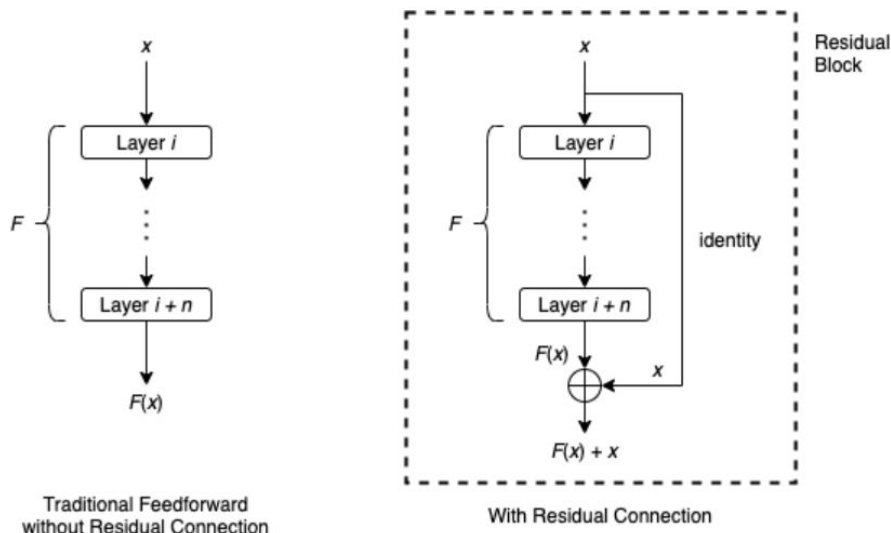 x
Layer i
⋮
F
Layer i + n
F(x)
Traditional Feedforward
without Residual Connection
x
Residual
Block
Layer i
⋮
F
identity
Layer i + n
F(x)
x
F(x) + x
With Residual Connection